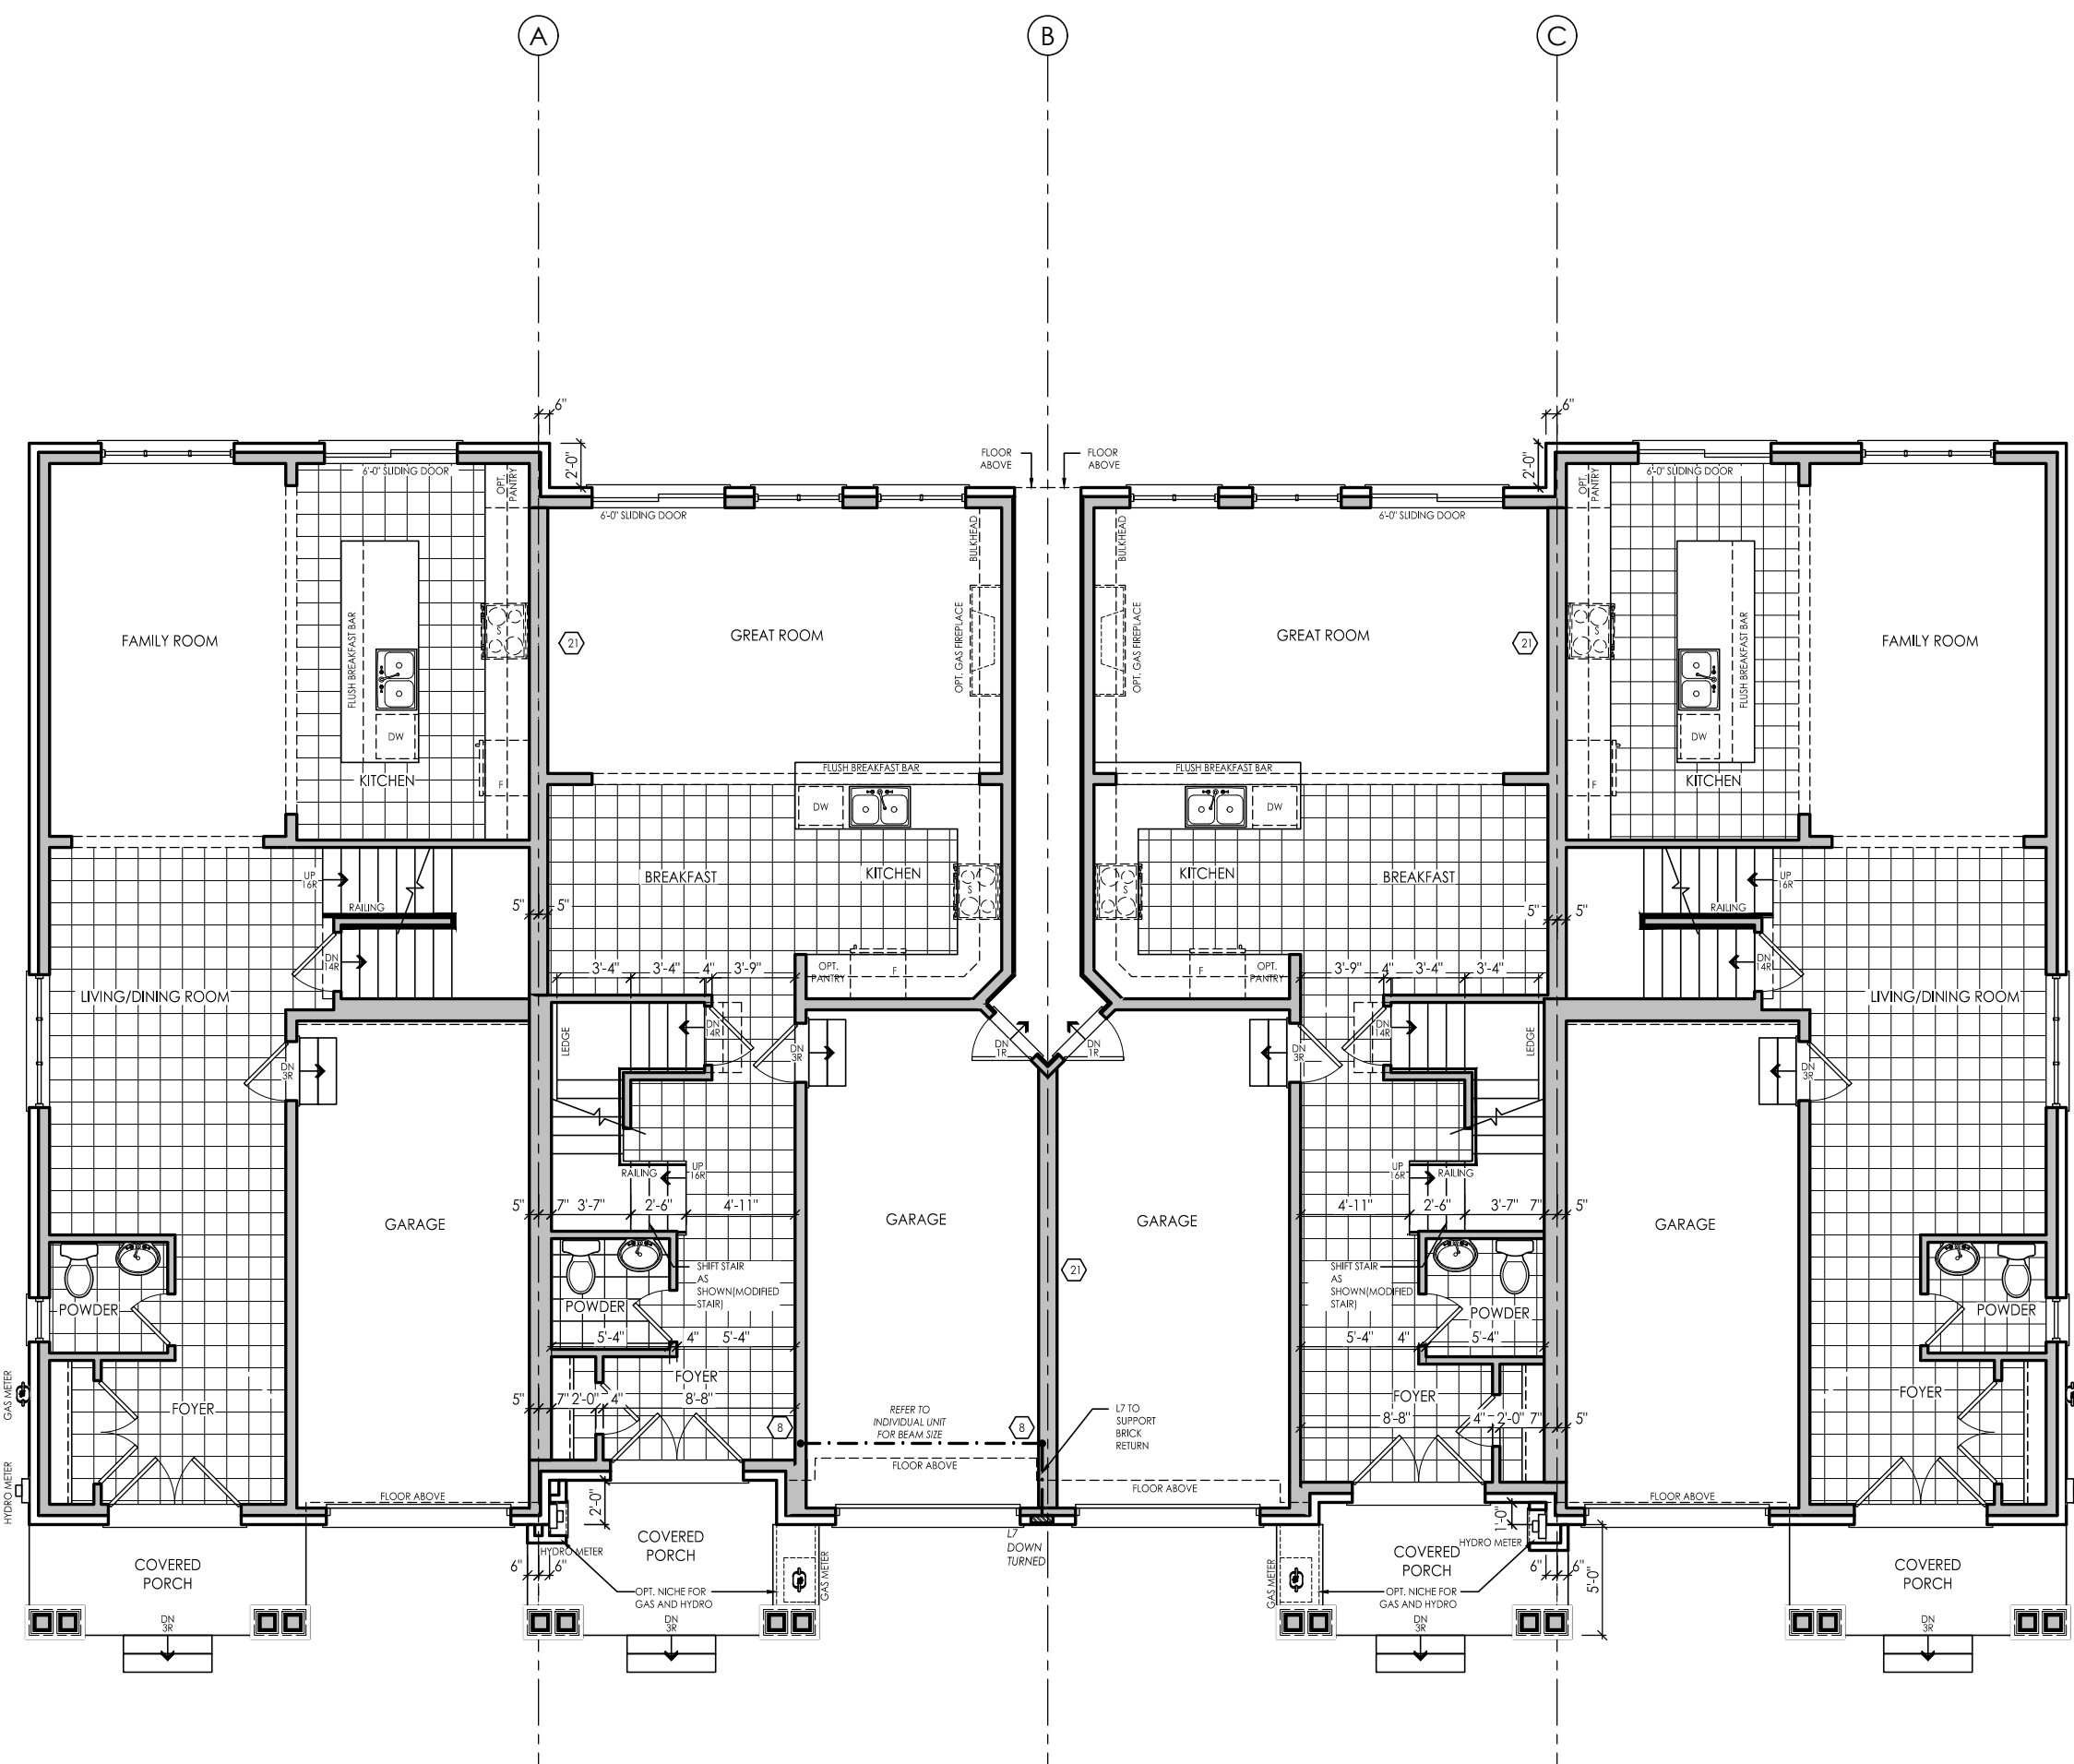 A
B
C
6"
6"
2'-0"
2'-0"
FLOOR
ABOVE
FLOOR
ABOVE
6'-0" SLIDING DOOR
OPT.
PANTRY
6'-0" SLIDING DOOR
BULKHEAD
BULKHEAD
6'-0" SLIDING DOOR
OPT.
PANTRY
6'-0" SLIDING DOOR
FAMILY ROOM
FLUSH BREAKFAST BAR
S
21
GREAT ROOM
OPT. GAS FIREPLACE
OPT. GAS FIREPLACE
GREAT ROOM
21
S
FLUSH BREAKFAST BAR
FAMILY ROOM
DW
KITCHEN
F
FLUSH BREAKFAST BAR
DW
FLUSH BREAKFAST BAR
DW
DW
KITCHEN
F
UP
16R
RAILING
5"
5"
BREAKFAST
KITCHEN
S
S
KITCHEN
BREAKFAST
5"
5"
UP
16R
RAILING
DN
14R
3'-4"
3'-4"
4"
3'-9"
OPT.
PANTRY
F
F
OPT.
PANTRY
3'-9"
4"
3'-4"
3'-4"
DN
14R
LIVING/DINING ROOM
LIVING/DINING ROOM
LEDGE
DN
14R
DN
3R
DN
1R
DN
1R
DN
3R
DN
14R
LEDGE
DN
3R
DN
3R
RAILING
UP
16R
UP
16R
RAILING
5"
7"
3'-7"
2'-6"
4'-11"
4'-11"
2'-6"
3'-7"
7"
5"
GARAGE
GARAGE
GARAGE
GARAGE
21
SHIFT STAIR
AS
SHOWN(MODIFIED
STAIR)
SHIFT STAIR
AS
SHOWN(MODIFIED
STAIR)
POWDER
POWDER
POWDER
POWDER
5'-4"
4"
5'-4"
5'-4"
4"
5'-4"
FOYER
FOYER
FOYER
FOYER
5"
7"
2'-0"
4"
8'-8"
8'-8"
4"
2'-0"
7"
5"
GAS METER
HYDRO METER
8
REFER TO
INDIVIDUAL UNIT
FOR BEAM SIZE
8
L7 TO
SUPPORT
BRICK
RETURN
FLOOR ABOVE
FLOOR ABOVE
FLOOR ABOVE
FLOOR ABOVE
2'-0"
1'-0"
COVERED
PORCH
HYDRO METER
COVERED
PORCH
L7
DOWN
TURNED
COVERED
PORCH
HYDRO METER
COVERED
PORCH
6"
6"
GAS METER
GAS METER
6"
6"
5'-0"
OPT. NICHE FOR
GAS AND HYDRO
OPT. NICHE FOR
GAS AND HYDRO
DN
3R
DN
3R
DN
3R
DN
3R